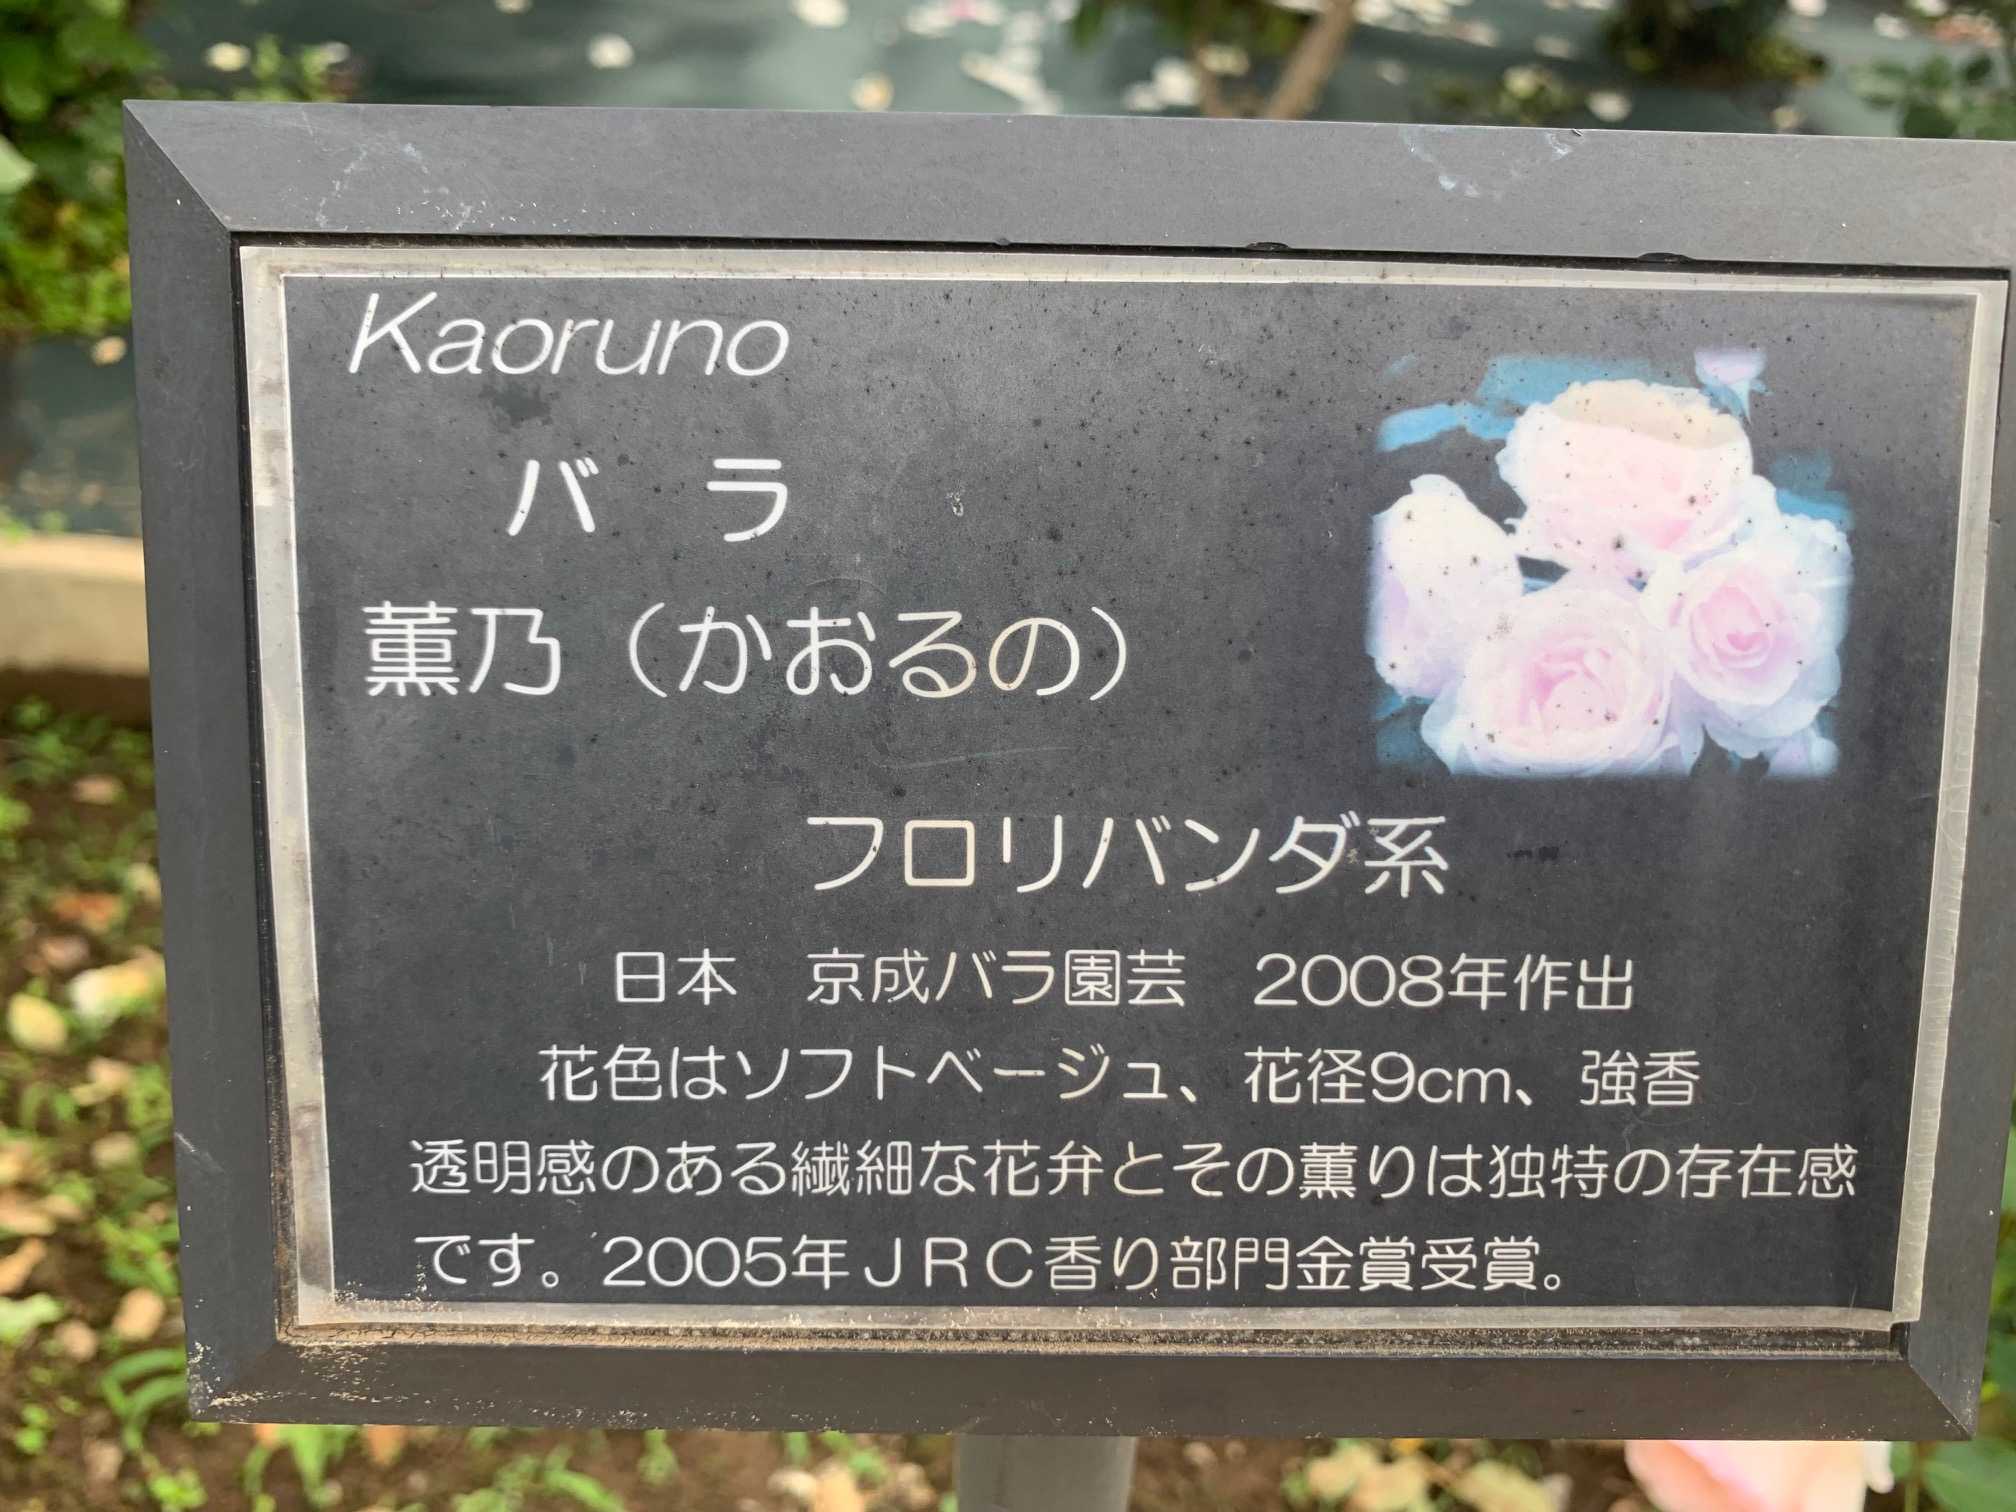 Kaoruno
バ　ラ
薫乃（かおるの）
フロリバンダ系
日本　京成バラ園芸　2008年作出
花色はソフトベージュ、花径9cm、強香
透明感のある繊細な花弁とその薫りは独特の存在感
です。2005年ＪＲＣ香り部門金賞受賞。